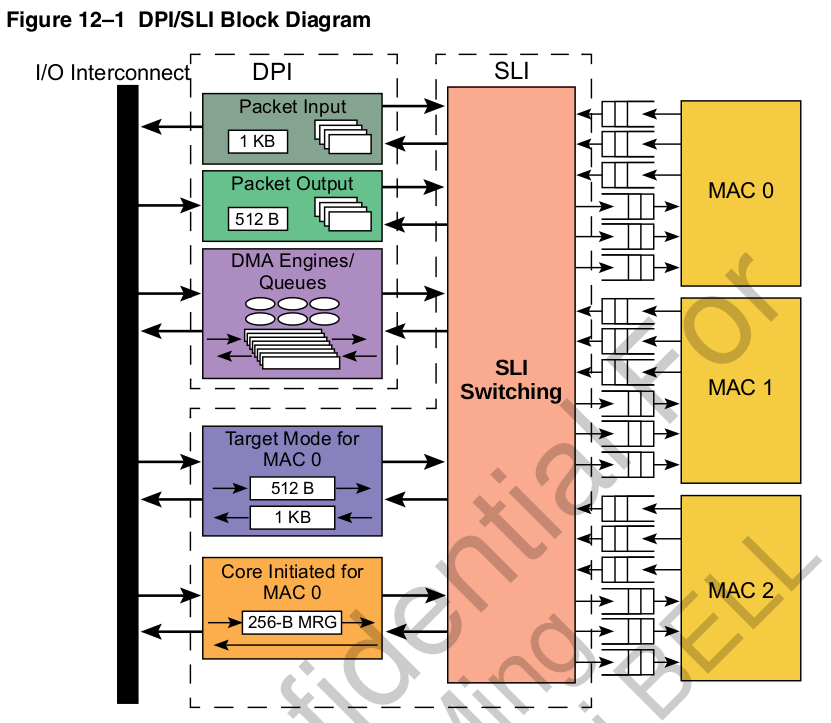 Figure 12–1 DPI/SLI Block Diagram
I/O Interconnect
DPI
SLI
Packet Input
1 KB
Packet Output
512 B
DMA Engines/
Queues
Target Mode for
MAC 0
512 B
1 KB
Core Initiated for
MAC 0
256-B MRG
SLI
Switching
MAC 0
MAC 1
MAC 2
fidential For
Ming
BELL